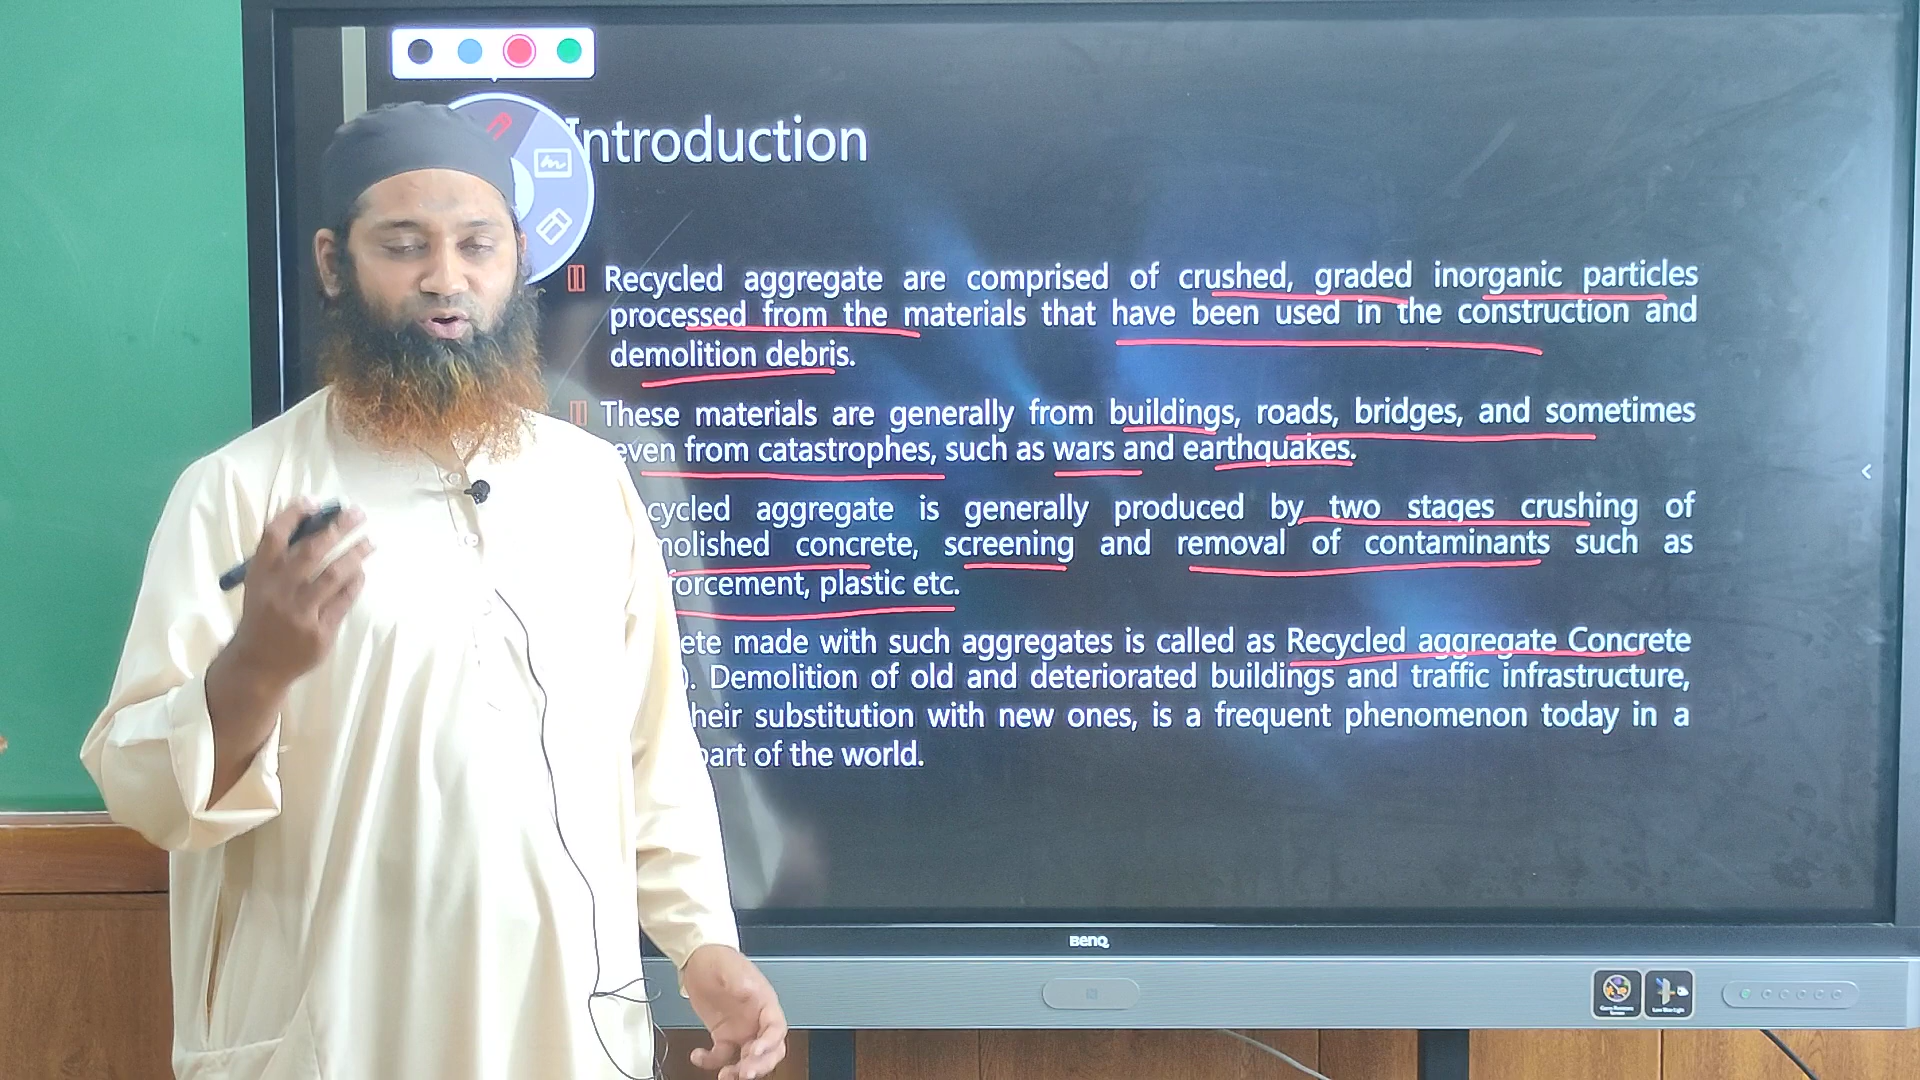 Introduction
Recycled aggregate are comprised of crushed, graded inorganic particles
processed from the materials that have been used in the construction and
demolition debris.
These materials are generally from buildings, roads, bridges, and sometimes
even from catastrophes, such as wars and earthquakes.
cycled aggregate is generally produced by two stages crushing of
molished concrete, screening and removal of contaminants such as
forcement, plastic etc.
ete made with such aggregates is called as Recycled aggregate Concrete
). Demolition of old and deteriorated buildings and traffic infrastructure,
heir substitution with new ones, is a frequent phenomenon today in a
part of the world.
BenQ